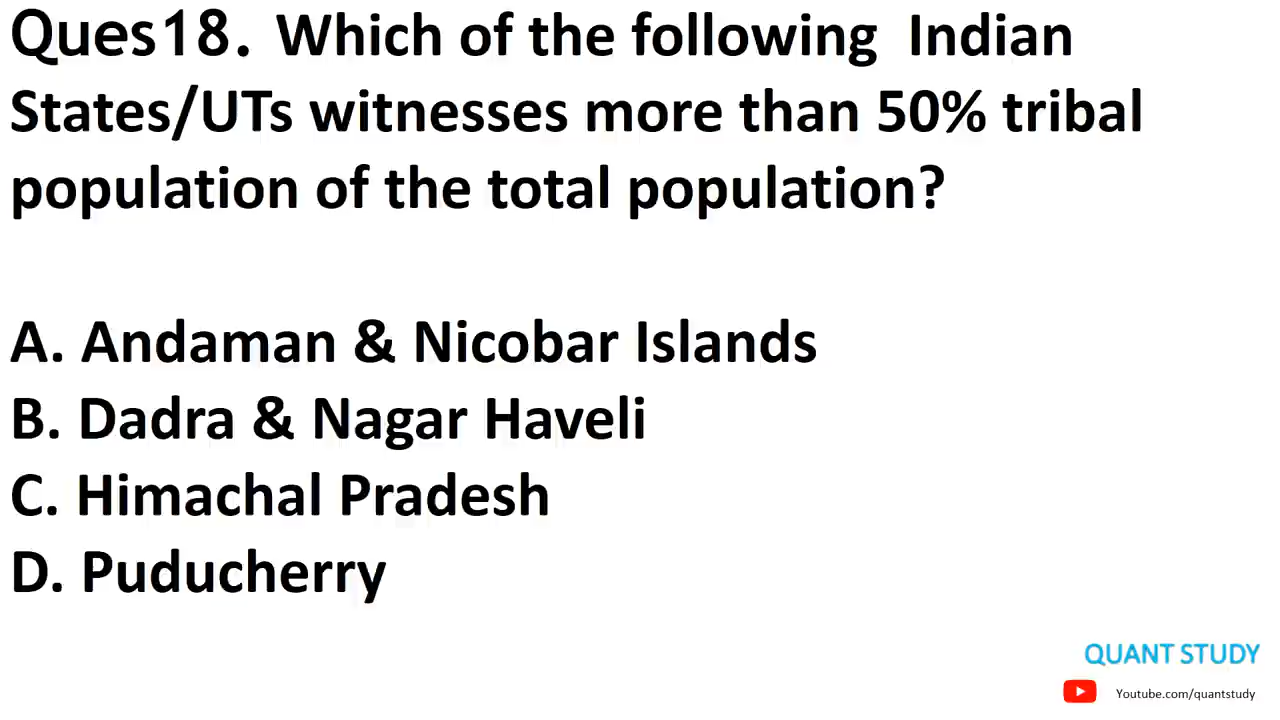 Ques18. Which of the following Indian
States/UTs witnesses more than 50% tribal
population of the total population?
A. Andaman & Nicobar Islands
B. Dadra & Nagar Haveli
C. Himachal Pradesh
D. Puducherry
QUANT STUDY
Youtube.com/quantstudy